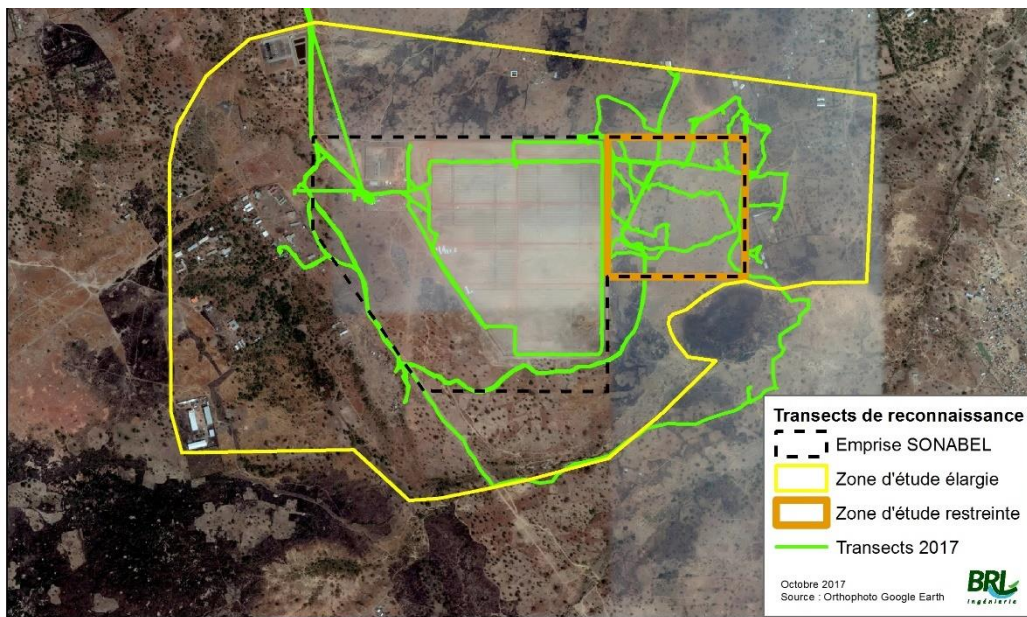 Transects de reconnaissance
Emprise SONABEL
Zone d'étude élargie
Zone d'étude restreinte
Transects 2017
Octobre 2017
Source : Orthophoto Google Earth
BRL
ingénierie